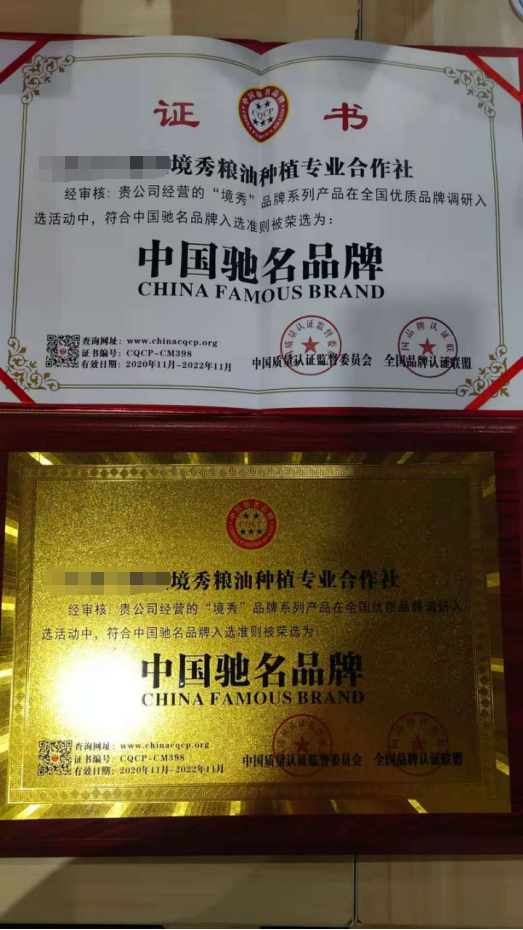 证 书
中国驰名品牌
CQCP
CHINA FAMOUS BRAND
境秀粮油种植专业合作社
经审核：贵公司经营的“境秀”品牌系列产品在全国优质品牌调研入
选活动中，符合中国驰名品牌入选准则被荣选为：
中国驰名品牌
CHINA FAMOUS BRAND
查询网址：www.chinacqcp.org
证书编号：CQCP-CM398
有效日期：2020年11月-2022年11月
中国质量认证监督委员会 全国品牌认证联盟
CQCP
境秀粮油种植专业合作社
经审核：贵公司经营的“境秀”品牌系列产品在全国优质品牌调研入
选活动中，符合中国驰名品牌入选准则被荣选为：
中国驰名品牌
CHINA FAMOUS BRAND
查询网址：www.chinacqcp.org
证书编号：CQCP-CM398
有效日期：2020年11月-2022年11月
中国质量认证监督委员会 全国品牌认证联盟